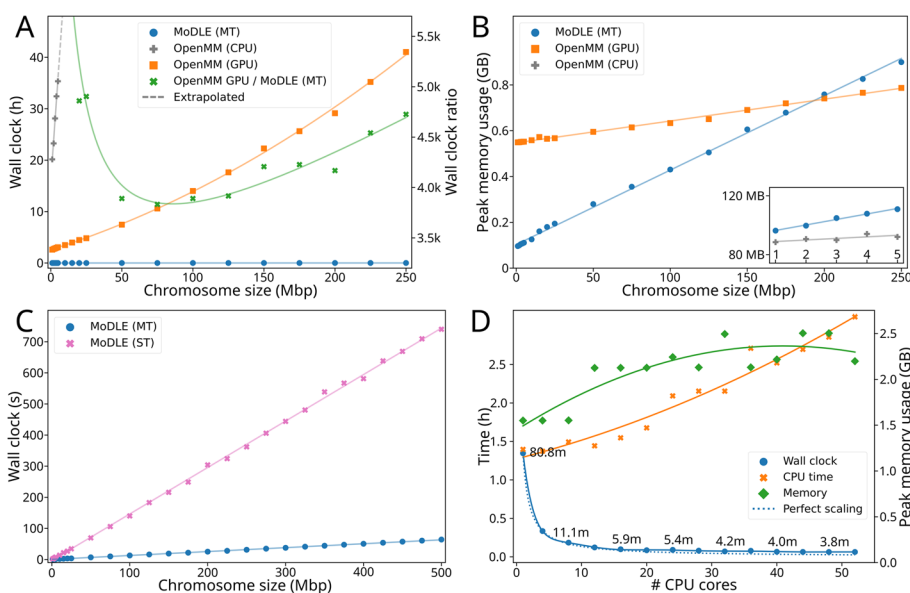 A
MoDLE (MT)
OpenMM (CPU)
OpenMM (GPU)
OpenMM GPU / MoDLE (MT)
Extrapolated
Wall clock (h)
40
30
20
10
0
0 50 100 150 200 250
Chromosome size (Mbp)
5.5k
5.0k
4.5k
4.0k
3.5k
Wall clock ratio
B
MoDLE (MT)
OpenMM (GPU)
OpenMM (CPU)
Peak memory usage (GB)
0.8
0.6
0.4
0.2
0
0 50 100 150 200 250
Chromosome size (Mbp)
120 MB
80 MB
1 2 3 4 5
C
MoDLE (MT)
MoDLE (ST)
Wall clock (s)
700
600
500
400
300
200
100
0
0 100 200 300 400 500
Chromosome size (Mbp)
D
Time (h)
2.5
2.0
1.5
1.0
0.5
0.0
80.8m
11.1m 5.9m 5.4m 4.2m 4.0m 3.8m
Wall clock
CPU time
Memory
Perfect scaling
0 10 20 30 40 50
# CPU cores
2.5
2.0
1.5
1.0
0.5
0.0
Peak memory usage (GB)